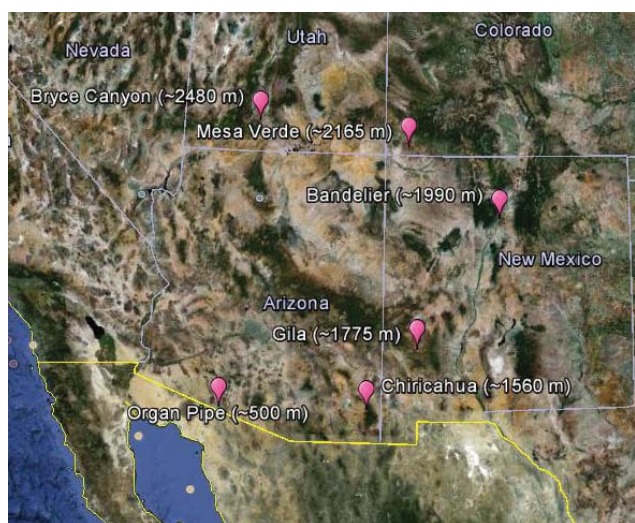 Nevada
Utah
Colorado
Bryce Canyon (~2480 m)
Mesa Verde (~2165 m)
Bandelier (~1990 m)
New Mexico
Arizona
Gila (~1775 m)
Chiricahua (~1560 m)
Organ Pipe (~500 m)